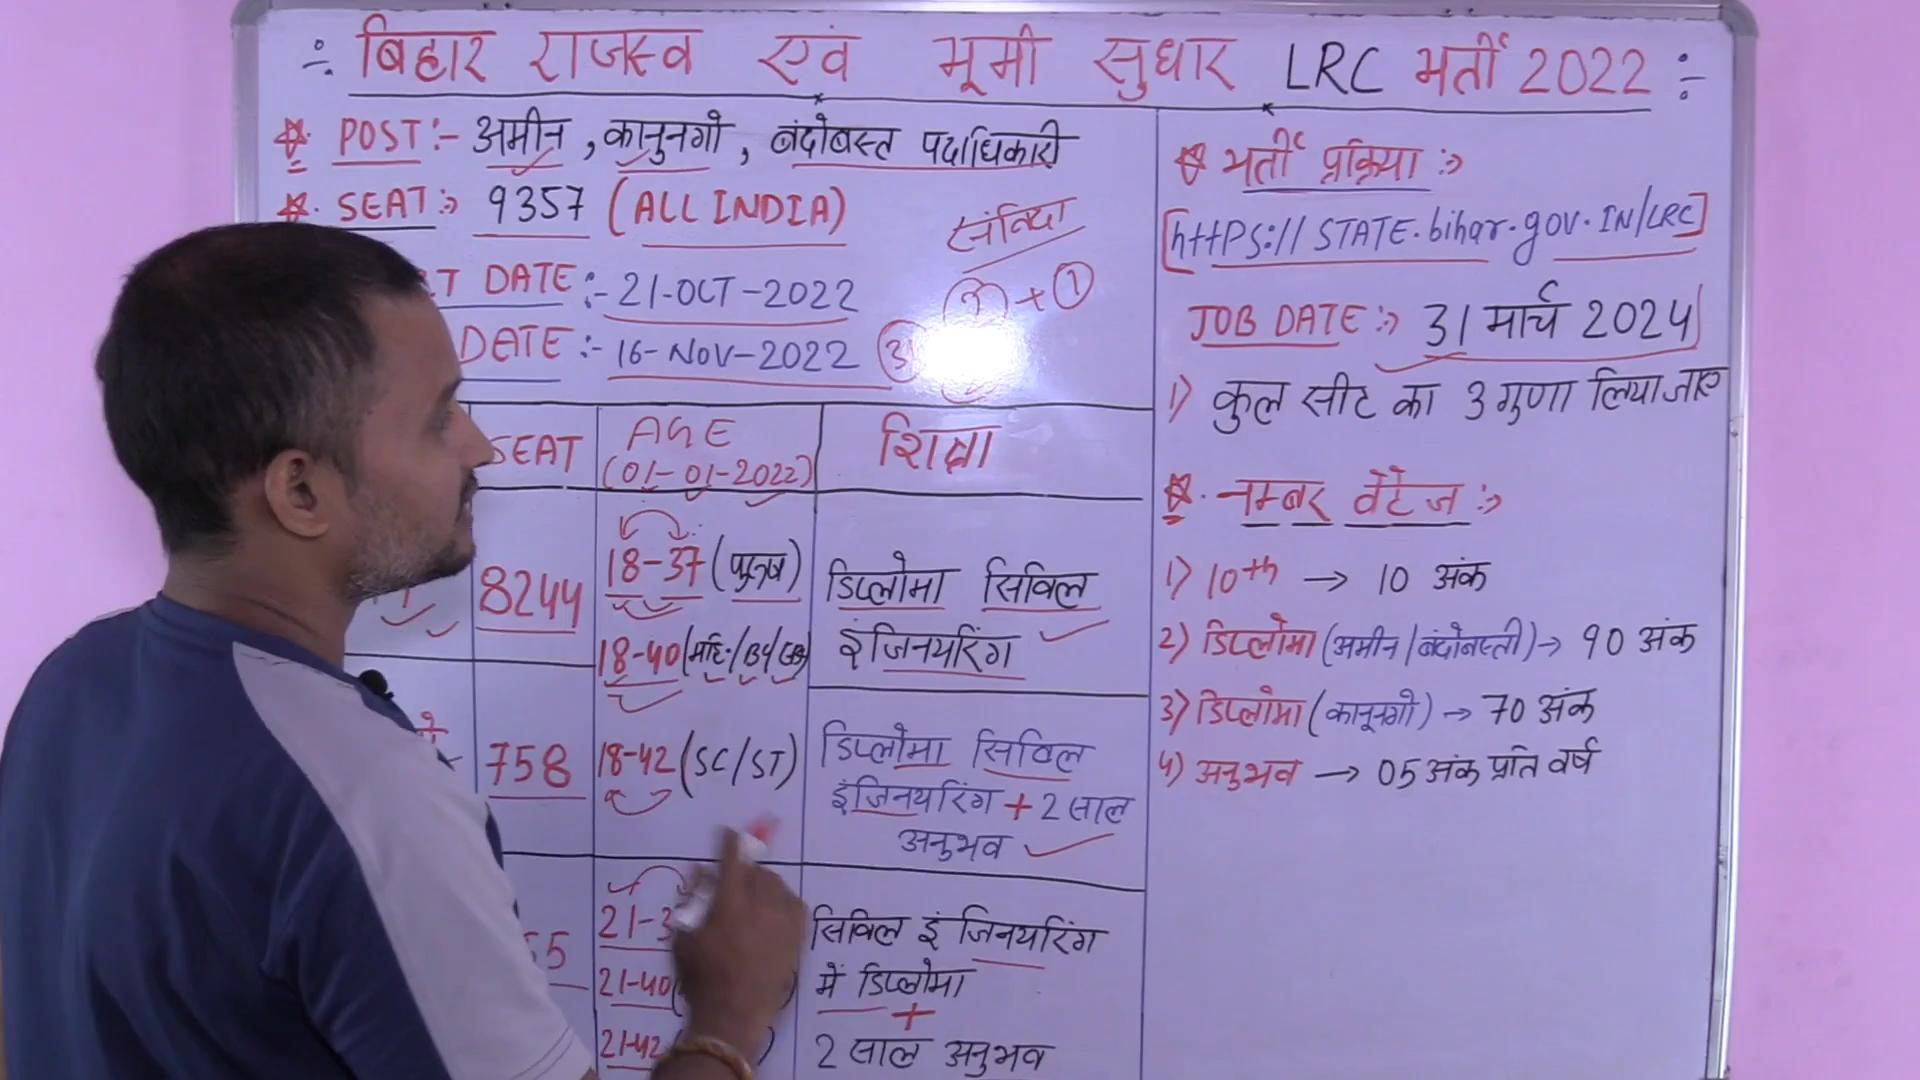 ÷ बिहार राजस्व एवं भूमी सुधार LRC भर्ती 2022 ÷
POST :- अमीन, कानुनगो, बंदोबस्त पदाधिकारी
SEAT :- 9357 (ALL INDIA)
T DATE :- 21-OCT-2022
DATE :- 16-NOV-2022
संविदा
+ 1
SEAT
AGE
(01-01-2022)
शिक्षा
8244
18-37 (पुरुष)
18-40 (महि·/BC/EBC)
डिप्लोमा सिविल
इंजिनयरिंग
758
18-42 (SC/ST)
डिप्लोमा सिविल
इंजिनयरिंग + 2 साल
अनुभव
55
21-3
21-40
21-42
सिविल इंजिनयरिंग
में डिप्लोमा
+
2 साल अनुभव
भर्ती प्रक्रिया :-
[https://STATE.bihar.gov.IN/LRC]
JOB DATE :- 31 मार्च 2024
1) कुल सीट का 3 गुणा लिया जाए
नम्बर वेटेज :-
1) 10th → 10 अंक
2) डिप्लोमा (अमीन/बंदोबस्ती) → 90 अंक
3) डिप्लोमा (कानूनगो) → 70 अंक
4) अनुभव → 05 अंक प्रति वर्ष